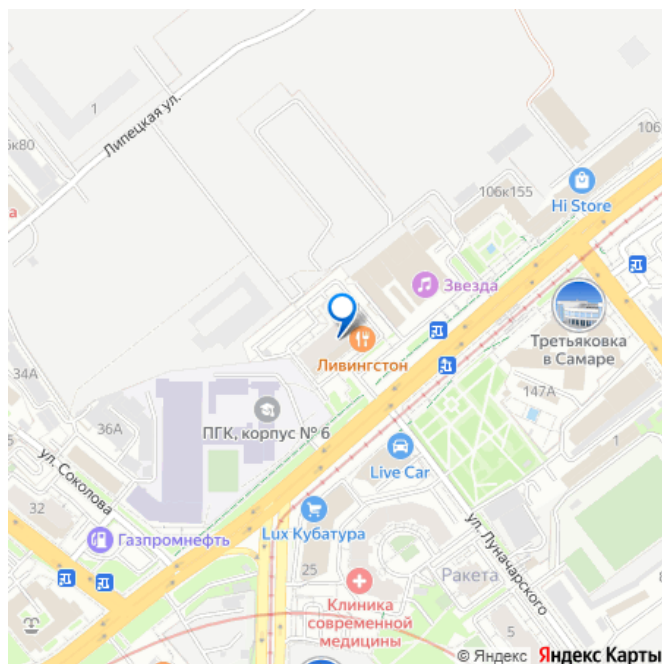 1
Липецкая ул.
6к80
106
106к155
Hi Store
а
Звезда
Третьяковка
в Самаре
Ливингстон
34А
36А
ПГК, корпус № 6
147А
1
Live Car
ул. Соколова
32
Газпромнефть
Lux Кубатура
ул. Луначарского
25
Ракета
Клиника
современной
медицины
5
8
© Яндекс Яндекс Карты